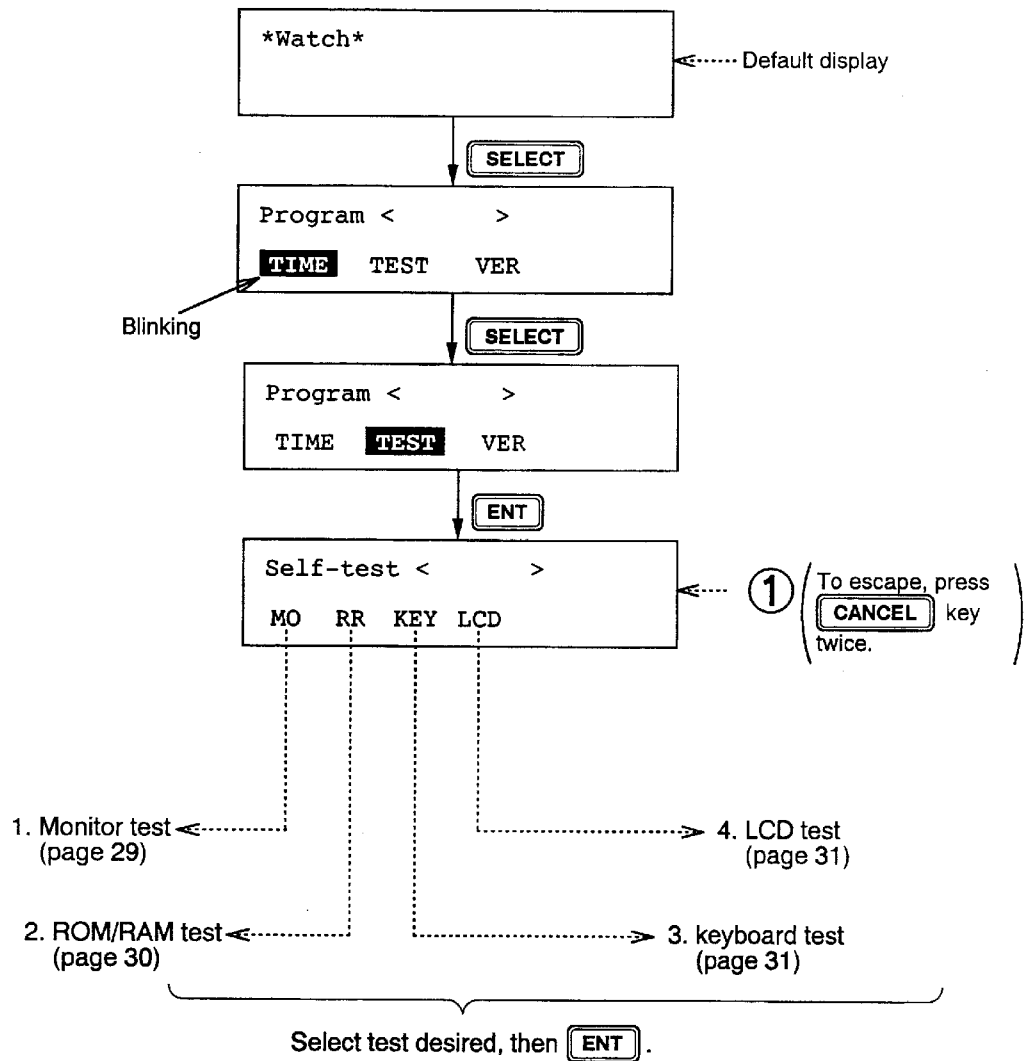 *Watch*
Default display
SELECT
Program < >
TIME TEST VER
Blinking
SELECT
Program < >
TIME TEST VER
ENT
Self-test < >
MO RR KEY LCD
1
To escape, press
CANCEL key
twice.
1. Monitor test
(page 29)
4. LCD test
(page 31)
2. ROM/RAM test
(page 30)
3. keyboard test
(page 31)
Select test desired, then ENT.